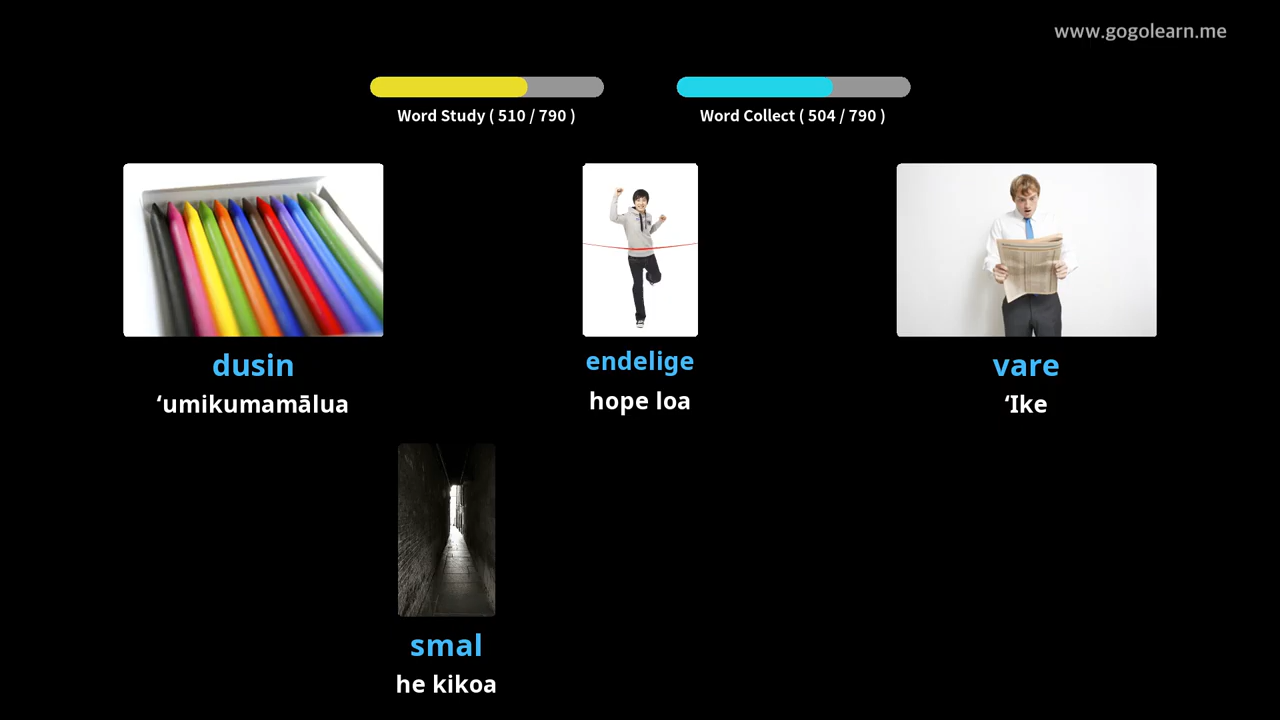 www.gogolearn.me
Word Study ( 510 / 790 )
Word Collect ( 504 / 790 )
dusin
ʻumikumamālua
endelige
hope loa
vare
ʻIke
smal
he kikoa